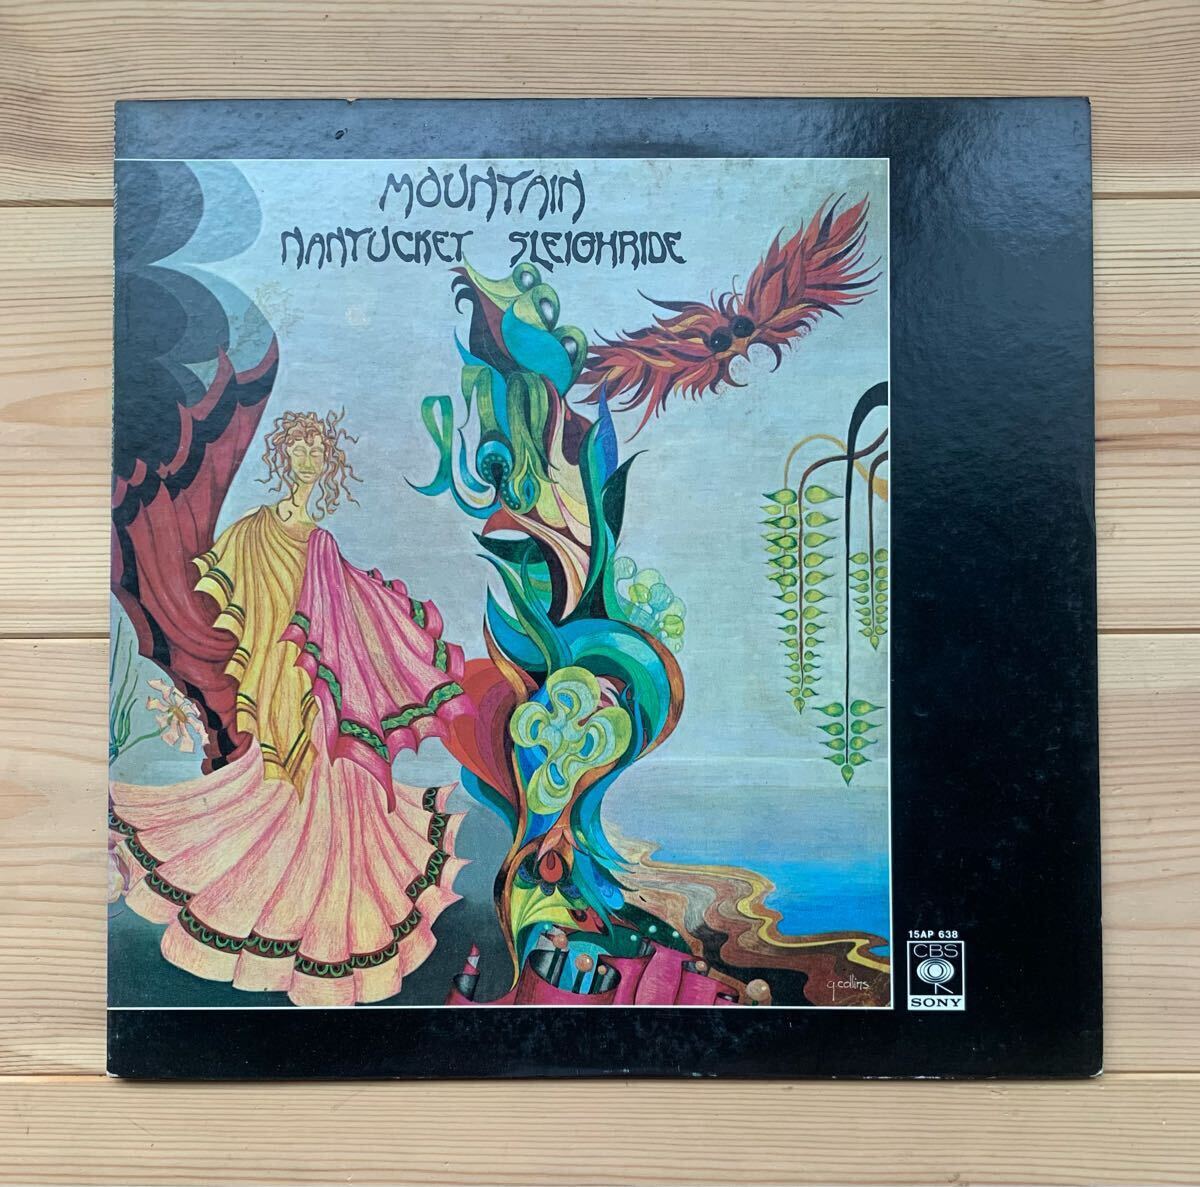 MOUNTAIN
NANTUCKET SLEIGHRIDE
g collins
15AP 638
CBS
SONY